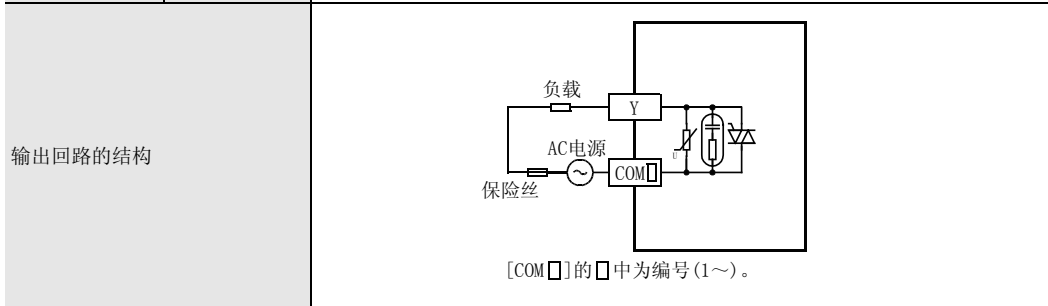 输出回路的结构
负载
Y
AC电源
U
COM□
保险丝
[COM□]的□中为编号(1～)。